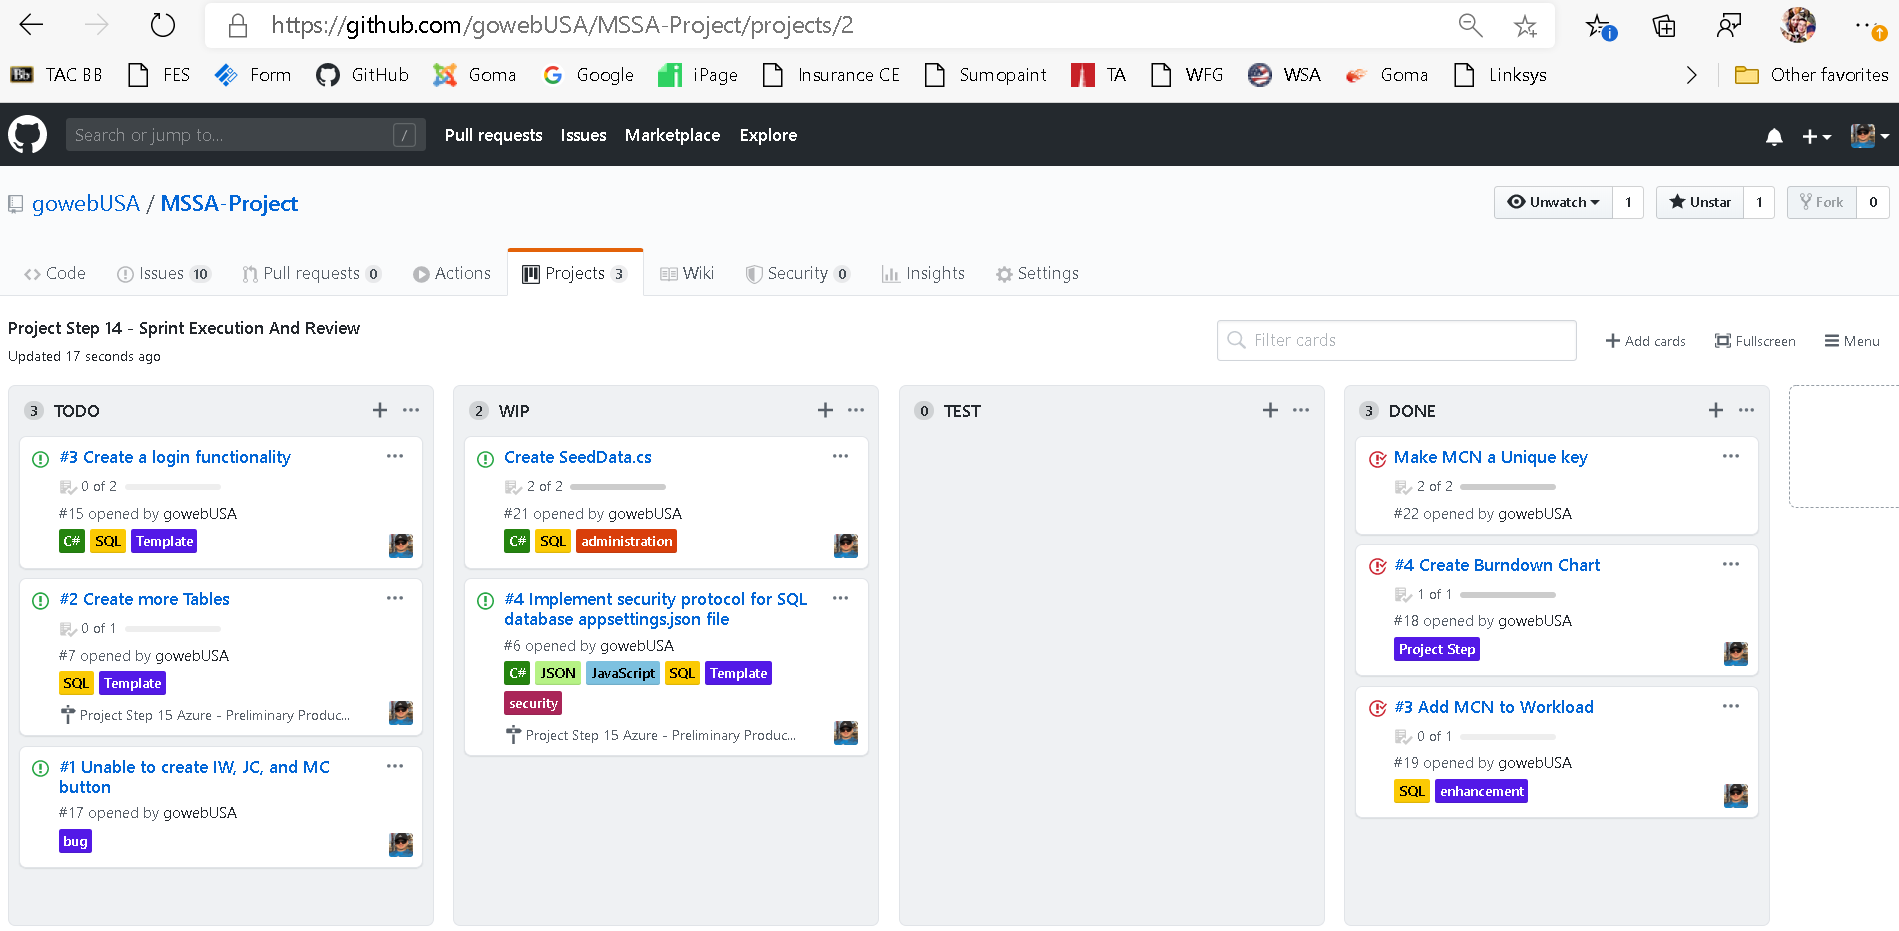 https://github.com/gowebUSA/MSSA-Project/projects/2
Bb TAC BB FES Form GitHub Goma Google iPage Insurance CE Sumopaint TA WFG WSA Goma Linksys Other favorites
Search or jump to... / Pull requests Issues Marketplace Explore
gowebUSA / MSSA-Project Unwatch 1 Unstar 1 Fork 0
Code Issues 10 Pull requests 0 Actions Projects 3 Wiki Security 0 Insights Settings
Project Step 14 - Sprint Execution And Review
Updated 17 seconds ago
Filter cards Add cards Fullscreen Menu
3 TODO
#3 Create a login functionality
0 of 2
#15 opened by gowebUSA
C# SQL Template
#2 Create more Tables
0 of 1
#7 opened by gowebUSA
SQL Template
Project Step 15 Azure - Preliminary Produc...
#1 Unable to create IW, JC, and MC
button
#17 opened by gowebUSA
bug
2 WIP
Create SeedData.cs
2 of 2
#21 opened by gowebUSA
C# SQL administration
#4 Implement security protocol for SQL
database appsettings.json file
#6 opened by gowebUSA
C# JSON JavaScript SQL Template
security
Project Step 15 Azure - Preliminary Produc...
0 TEST
3 DONE
Make MCN a Unique key
2 of 2
#22 opened by gowebUSA
#4 Create Burndown Chart
1 of 1
#18 opened by gowebUSA
Project Step
#3 Add MCN to Workload
0 of 1
#19 opened by gowebUSA
SQL enhancement